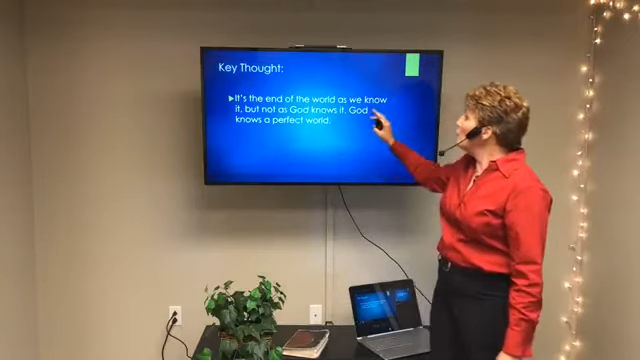 Key Thought:
It's the end of the world as we know
it, but not as God knows it. God
knows a perfect world.